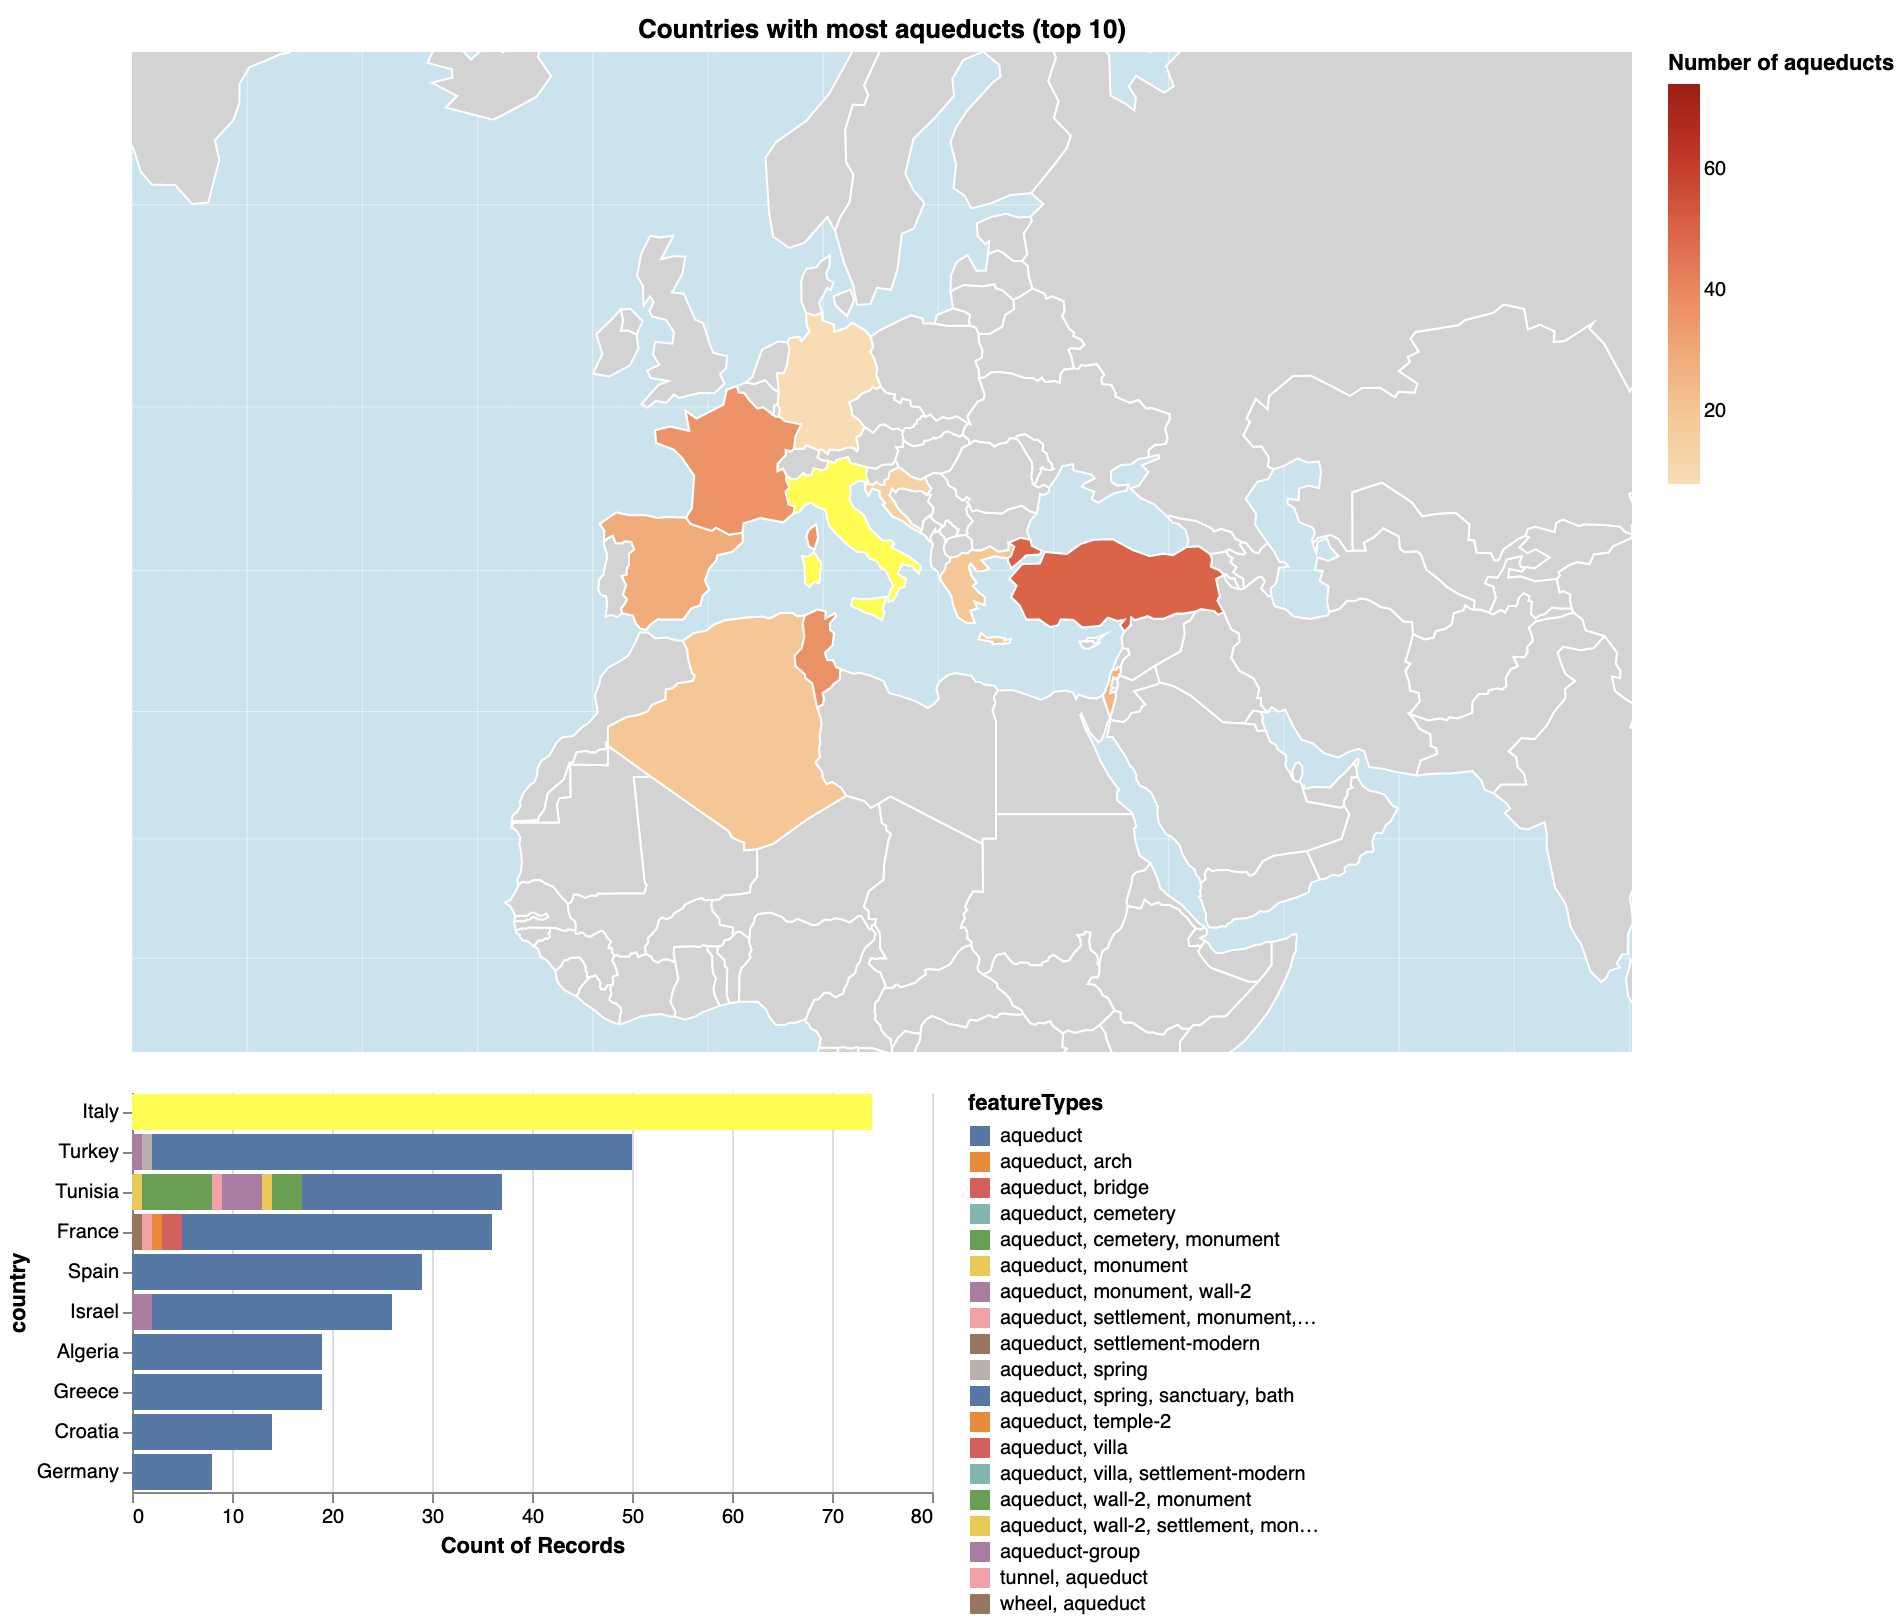 Countries with most aqueducts (top 10)
Number of aqueducts
60
40
20
Italy
Turkey
Tunisia
France
Spain
Israel
Algeria
Greece
Croatia
Germany
country
0 10 20 30 40 50 60 70 80
Count of Records
featureTypes
aqueduct
aqueduct, arch
aqueduct, bridge
aqueduct, cemetery
aqueduct, cemetery, monument
aqueduct, monument
aqueduct, monument, wall-2
aqueduct, settlement, monument,…
aqueduct, settlement-modern
aqueduct, spring
aqueduct, spring, sanctuary, bath
aqueduct, temple-2
aqueduct, villa
aqueduct, villa, settlement-modern
aqueduct, wall-2, monument
aqueduct, wall-2, settlement, mon…
aqueduct-group
tunnel, aqueduct
wheel, aqueduct